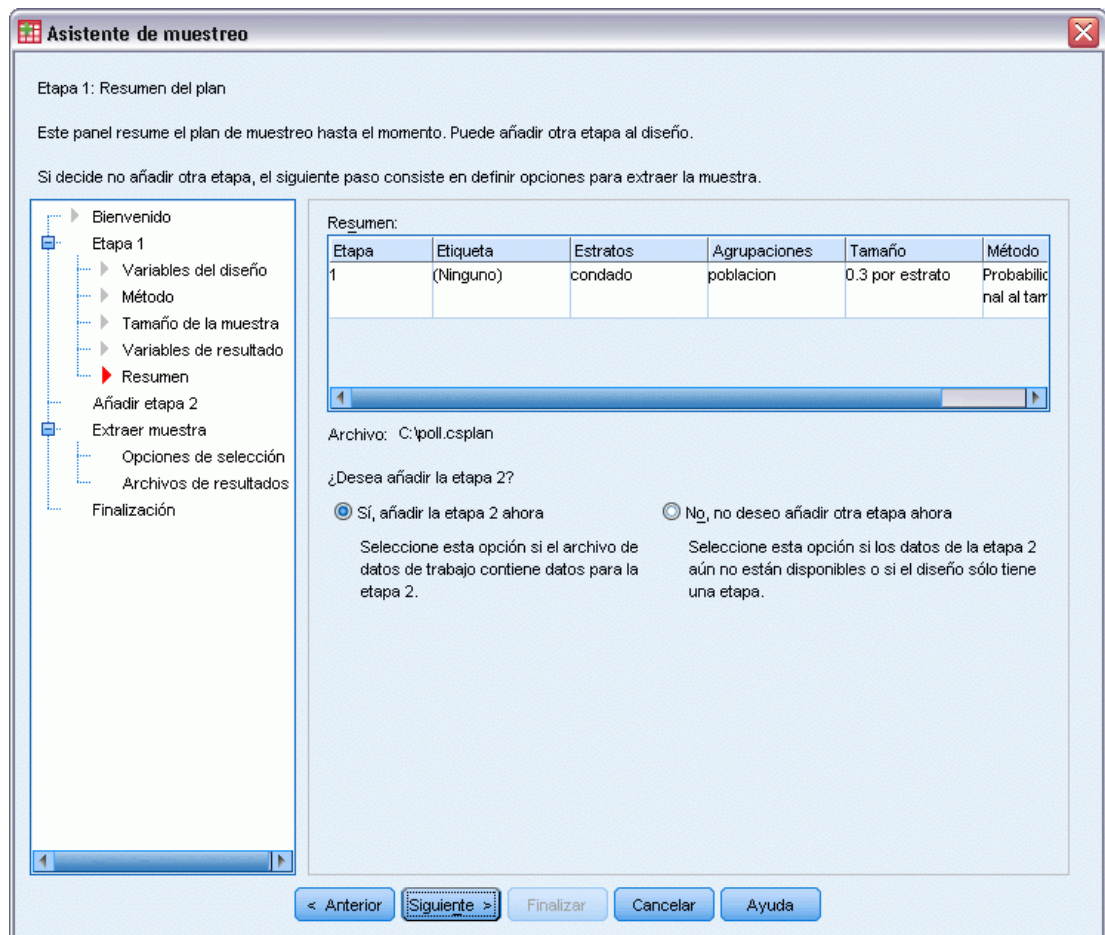 Asistente de muestreo
Etapa 1: Resumen del plan
Este panel resume el plan de muestreo hasta el momento. Puede añadir otra etapa al diseño.
Si decide no añadir otra etapa, el siguiente paso consiste en definir opciones para extraer la muestra.
Bienvenido
Etapa 1
Variables del diseño
Método
Tamaño de la muestra
Variables de resultado
Resumen
Añadir etapa 2
Extraer muestra
Opciones de selección
Archivos de resultados
Finalización
Resumen:
Etapa Etiqueta Estratos Agrupaciones Tamaño Método
1 (Ninguno) condado poblacion 0.3 por estrato Probabilic
nal al tam
Archivo: C:\poll.csplan
¿Desea añadir la etapa 2?
Sí, añadir la etapa 2 ahora
Seleccione esta opción si el archivo de
datos de trabajo contiene datos para la
etapa 2.
No, no deseo añadir otra etapa ahora
Seleccione esta opción si los datos de la etapa 2
aún no están disponibles o si el diseño sólo tiene
una etapa.
< Anterior Siguiente > Finalizar Cancelar Ayuda